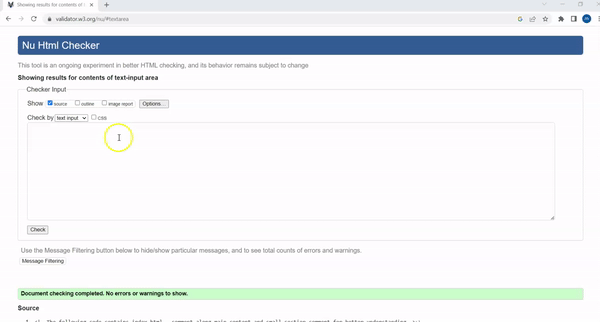 Showing results for contents of t
validator.w3.org/nu/#textarea
Nu Html Checker
This tool is an ongoing experiment in better HTML checking, and its behavior remains subject to change
Showing results for contents of text-input area
Checker Input
Show source outline image report Options...
Check by text input css
Check
Use the Message Filtering button below to hide/show particular messages, and to see total counts of errors and warnings.
Message Filtering
Document checking completed. No errors or warnings to show.
Source